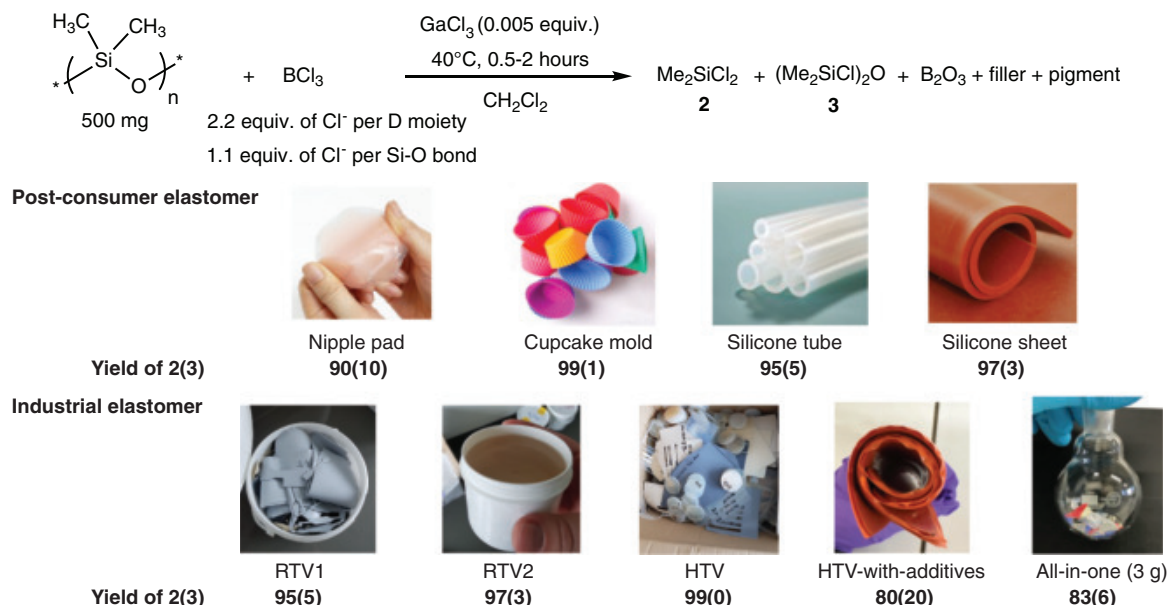 H₃C CH₃
Si
* ( O ) n *
500 mg
+ BCl₃
2.2 equiv. of Cl⁻ per D moiety
1.1 equiv. of Cl⁻ per Si-O bond
GaCl₃ (0.005 equiv.)
40°C, 0.5-2 hours
CH₂Cl₂
Me₂SiCl₂ + (Me₂SiCl)₂O + B₂O₃ + filler + pigment
2 3
Post-consumer elastomer
Nipple pad Cupcake mold Silicone tube Silicone sheet
Yield of 2(3) 90(10) 99(1) 95(5) 97(3)
Industrial elastomer
RTV1 RTV2 HTV HTV-with-additives All-in-one (3 g)
Yield of 2(3) 95(5) 97(3) 99(0) 80(20) 83(6)